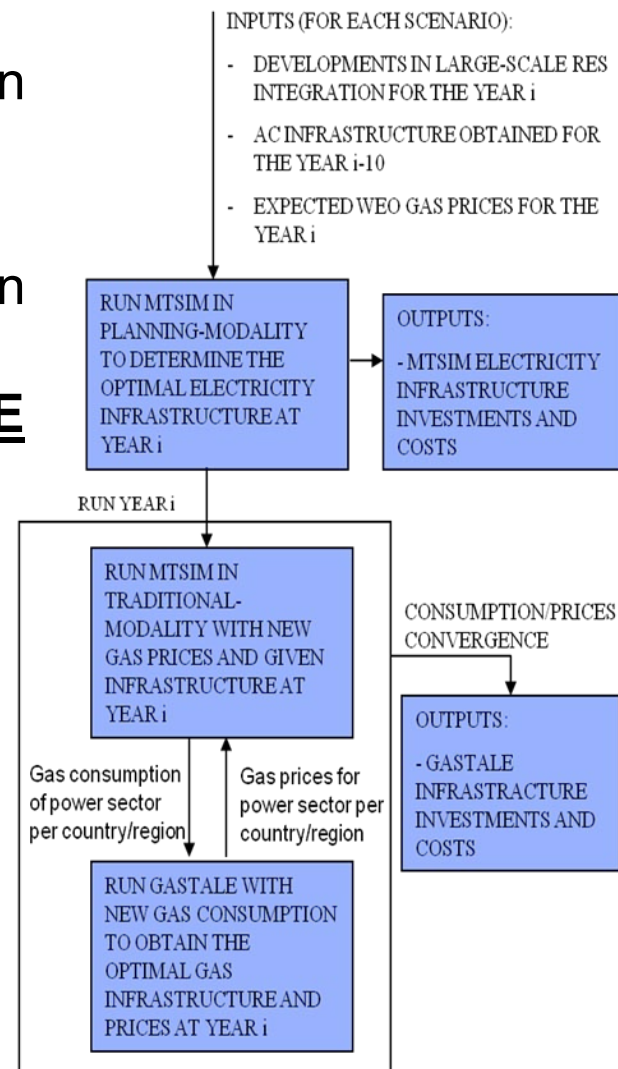 n
n
E
INPUTS (FOR EACH SCENARIO):
- DEVELOPMENTS IN LARGE-SCALE RES
INTEGRATION FOR THE YEAR i
- AC INFRASTRUCTURE OBTAINED FOR
THE YEAR i-10
- EXPECTED WEO GAS PRICES FOR THE
YEAR i
RUN MTSIM IN
PLANNING-MODALITY
TO DETERMINE THE
OPTIMAL ELECTRICITY
INFRASTRUCTURE AT
YEAR i
OUTPUTS:
- MTSIM ELECTRICITY
INFRASTRUCTURE
INVESTMENTS AND
COSTS
RUN YEAR i
RUN MTSIM IN
TRADITIONAL-
MODALITY WITH NEW
GAS PRICES AND GIVEN
INFRASTRUCTURE AT
YEAR i
CONSUMPTION/PRICES
CONVERGENCE
OUTPUTS:
- GASTALE
INFRASTRACTURE
INVESTMENTS AND
COSTS
Gas consumption
of power sector
per country/region
Gas prices for
power sector per
country/region
RUN GASTALE WITH
NEW GAS CONSUMPTION
TO OBTAIN THE
OPTIMAL GAS
INFRASTRUCTURE AND
PRICES AT YEAR i